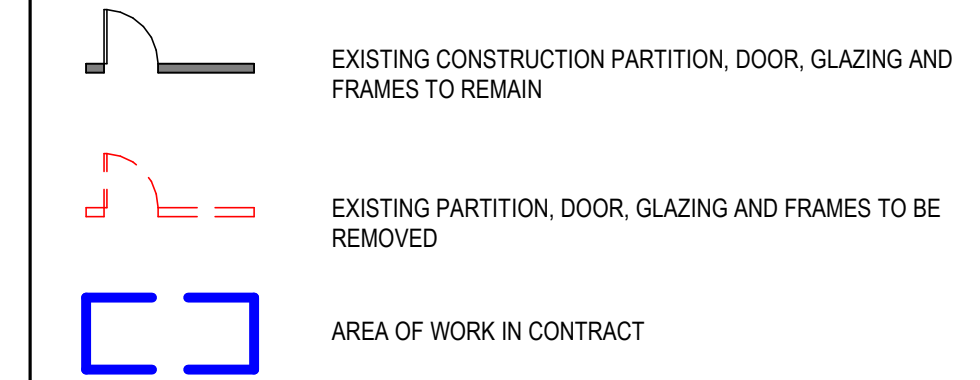 EXISTING CONSTRUCTION PARTITION, DOOR, GLAZING AND
FRAMES TO REMAIN
EXISTING PARTITION, DOOR, GLAZING AND FRAMES TO BE
REMOVED
AREA OF WORK IN CONTRACT